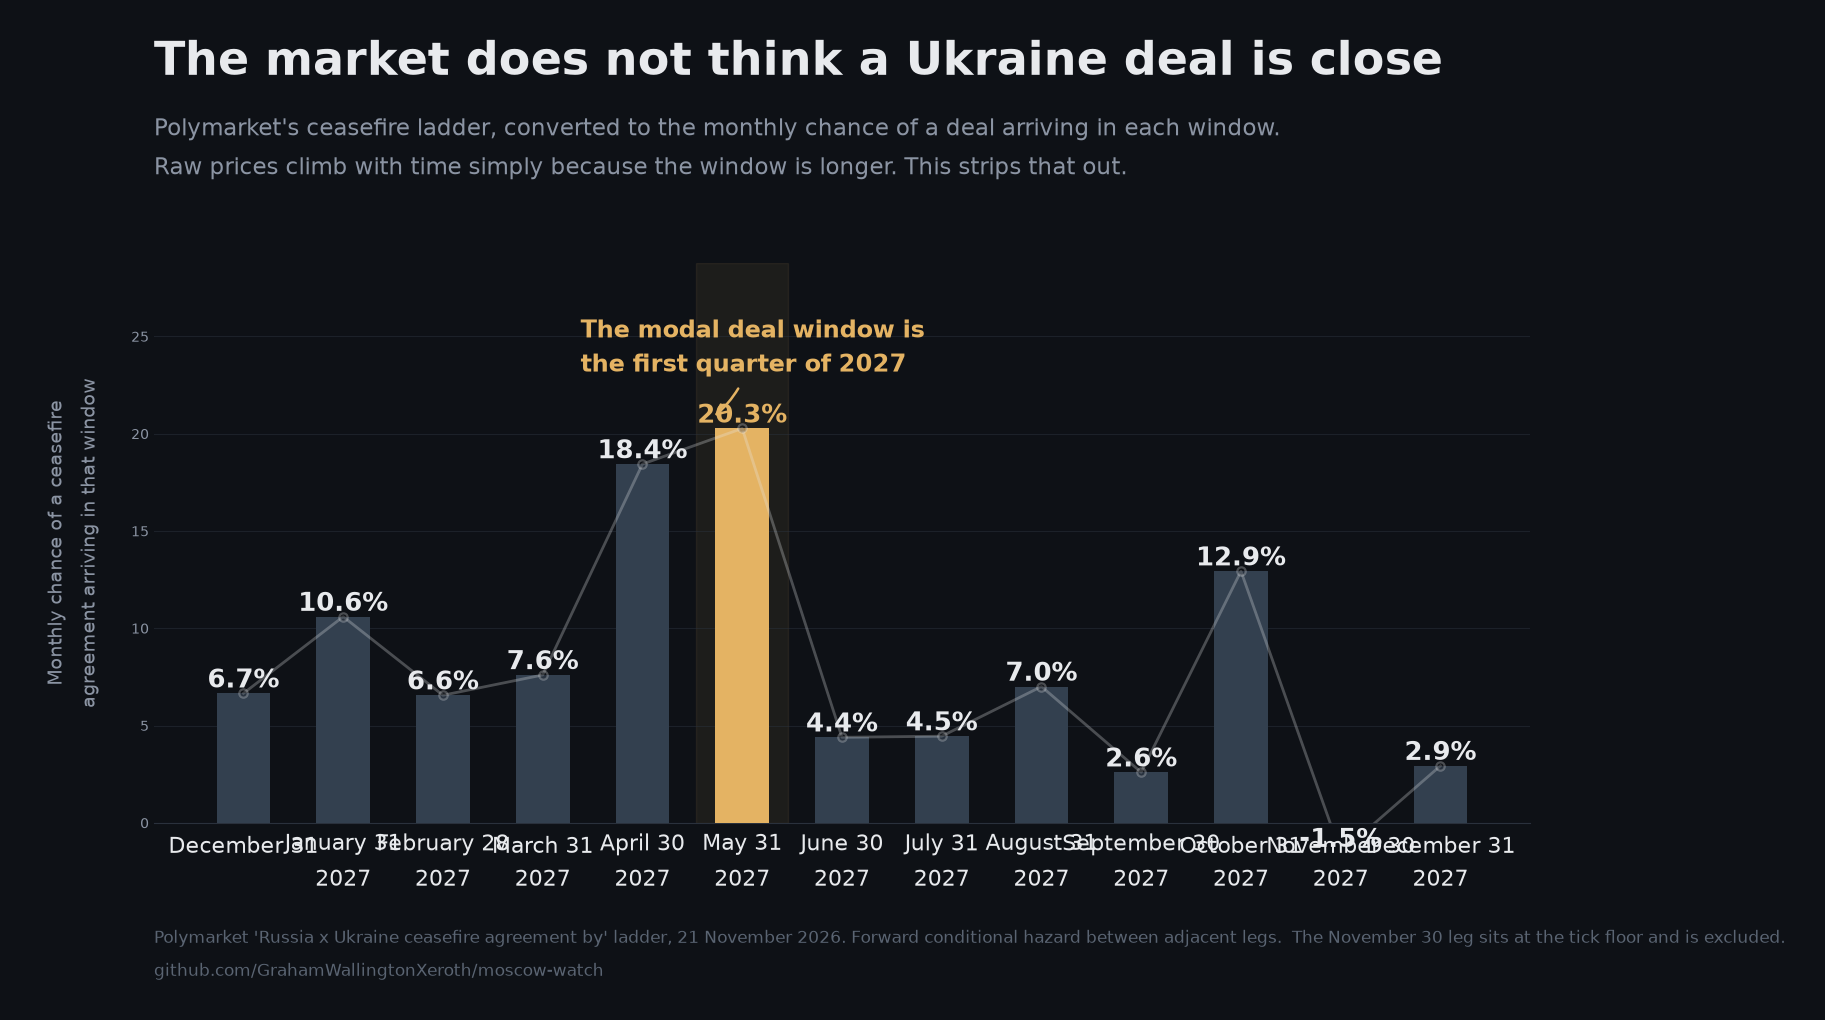 The market does not think a Ukraine deal is close
Polymarket's ceasefire ladder, converted to the monthly chance of a deal arriving in each window.
Raw prices climb with time simply because the window is longer. This strips that out.
The modal deal window is
the first quarter of 2027
Monthly chance of a ceasefire
agreement arriving in that window
25
20
15
10
5
0
6.7%
10.6%
6.6%
7.6%
18.4%
20.3%
4.4%
4.5%
7.0%
2.6%
12.9%
-1.5%
2.9%
December 31
January 31
2027
February 28
2027
March 31
2027
April 30
2027
May 31
2027
June 30
2027
July 31
2027
August 31
2027
September 30
2027
October 31
2027
November 30
2027
December 31
2027
Polymarket 'Russia x Ukraine ceasefire agreement by' ladder, 21 November 2026. Forward conditional hazard between adjacent legs.  The November 30 leg sits at the tick floor and is excluded.
github.com/GrahamWallingtonXeroth/moscow-watch